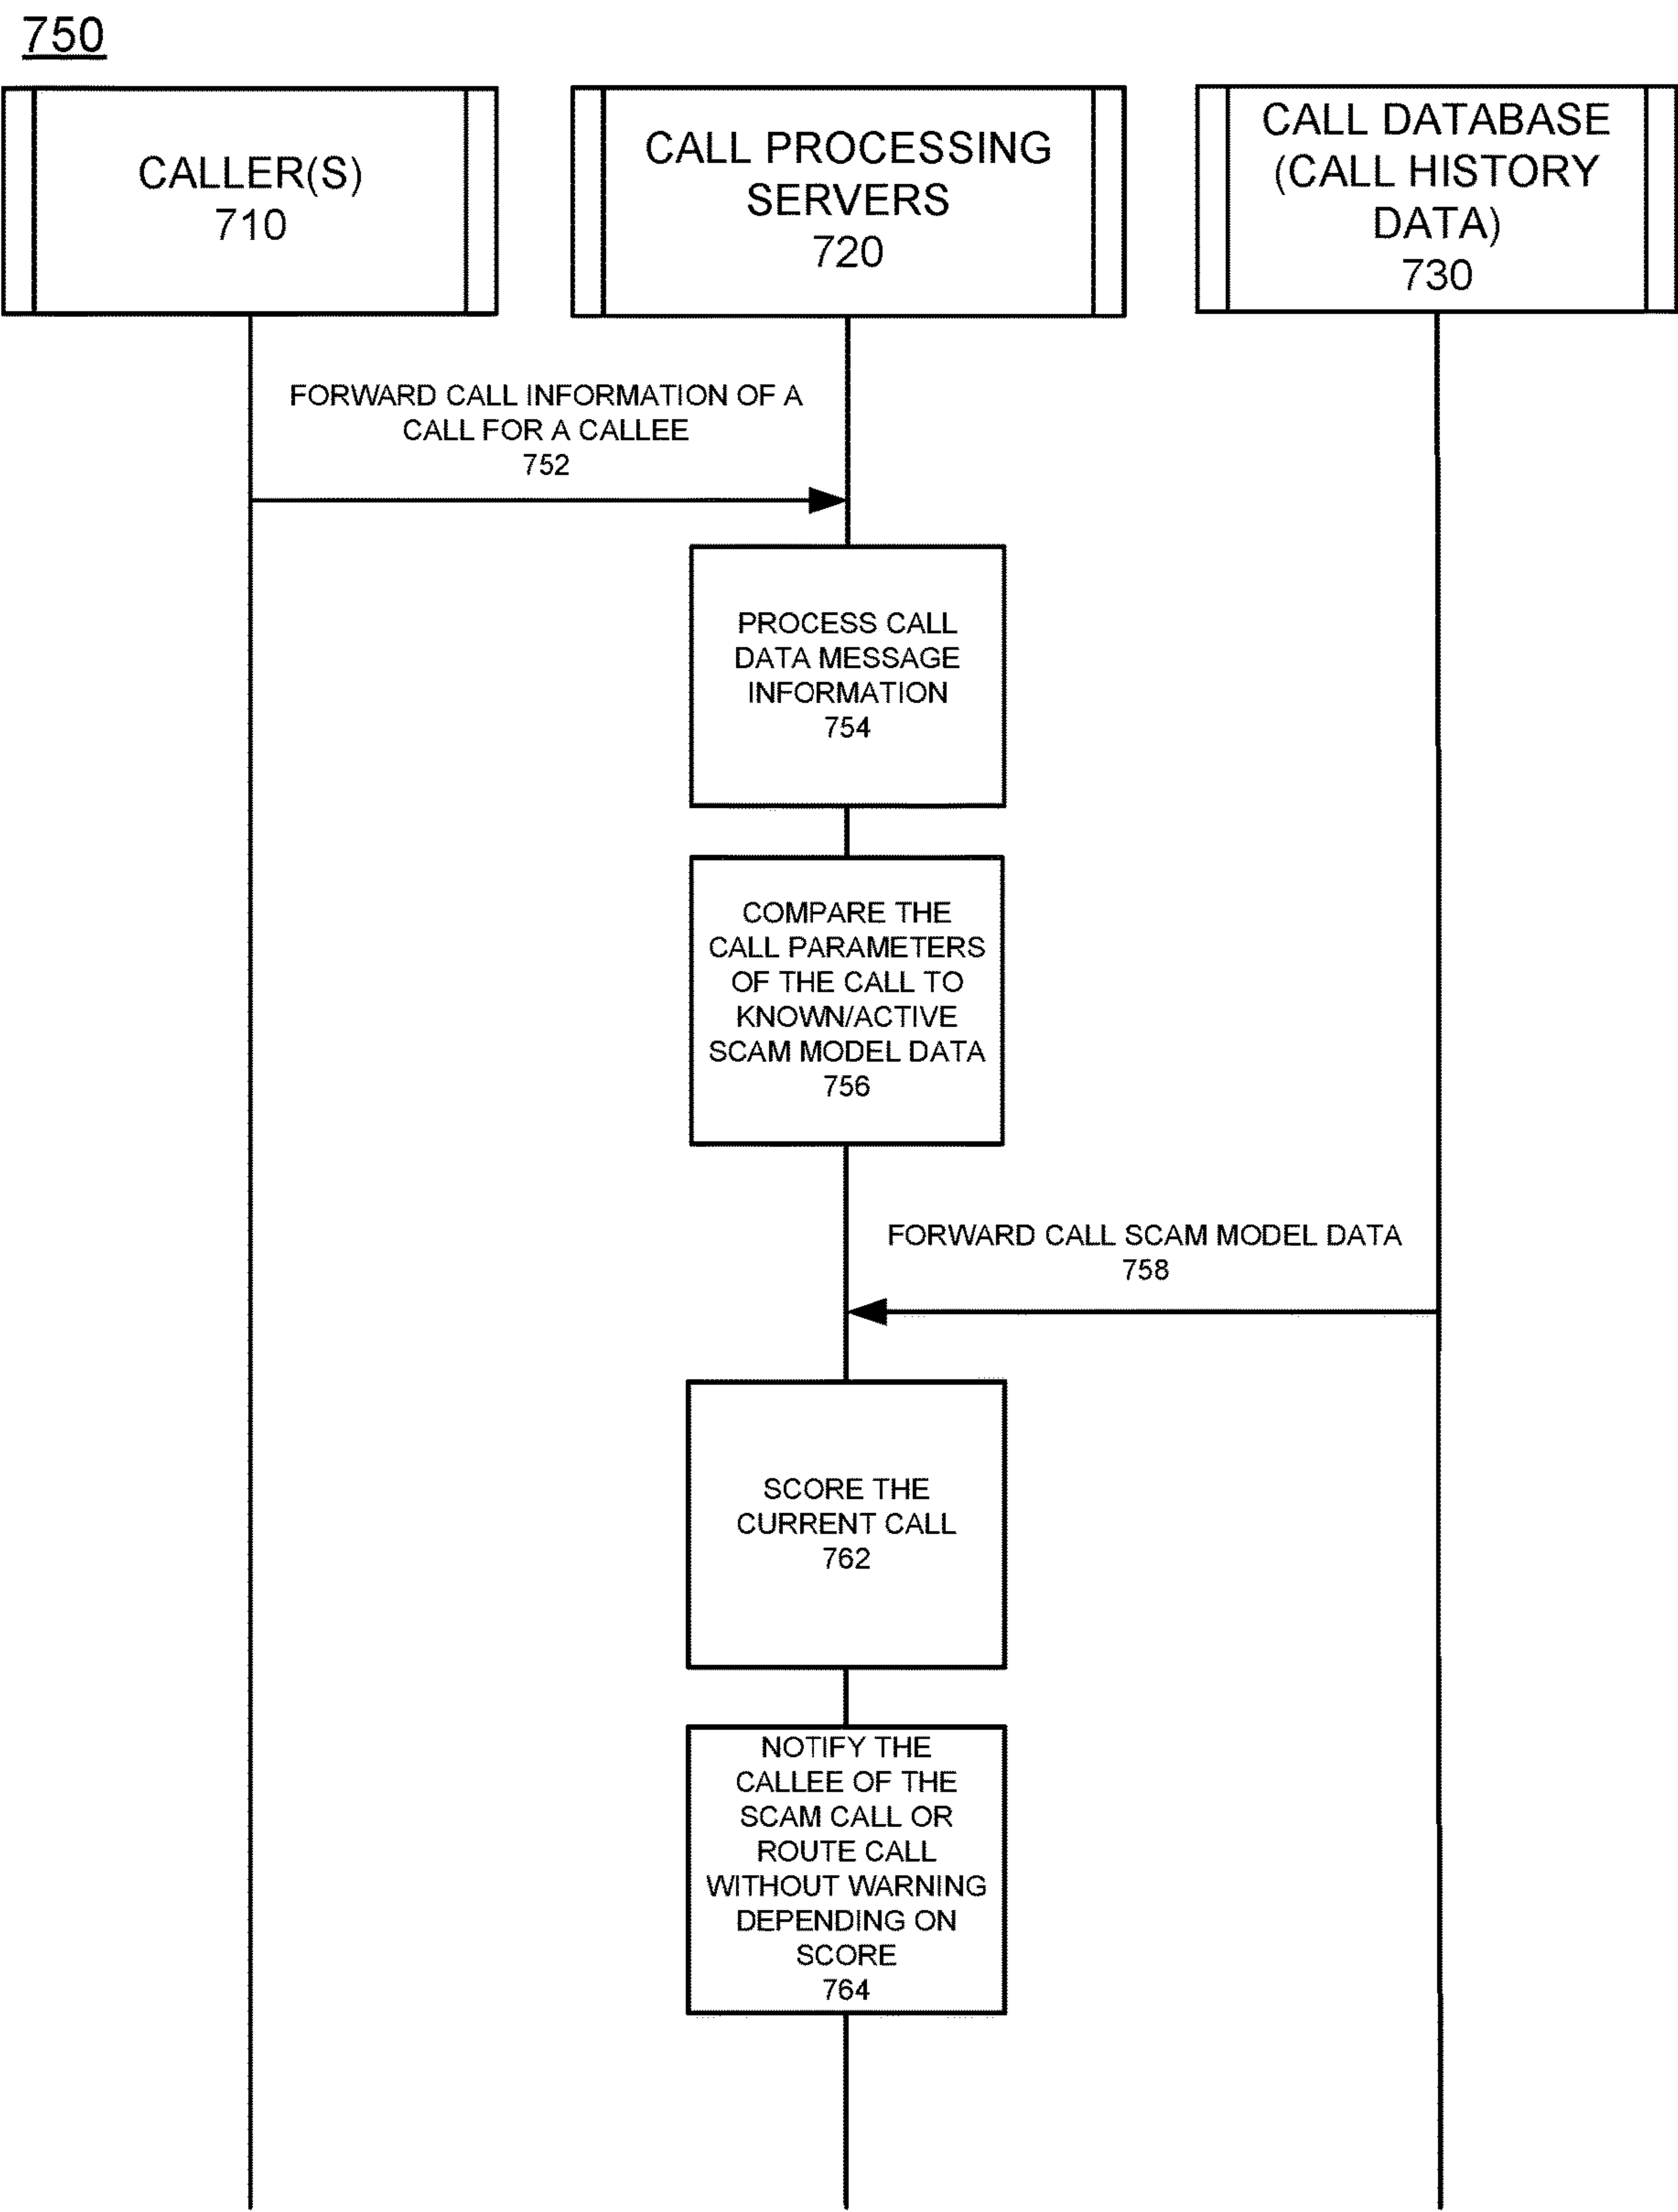 750
CALLER(S)
710
CALL PROCESSING
SERVERS
720
CALL DATABASE
(CALL HISTORY
DATA)
730
FORWARD CALL INFORMATION OF A
CALL FOR A CALLEE
752
PROCESS CALL
DATA MESSAGE
INFORMATION
754
COMPARE THE
CALL PARAMETERS
OF THE CALL TO
KNOWN/ACTIVE
SCAM MODEL DATA
756
FORWARD CALL SCAM MODEL DATA
758
SCORE THE
CURRENT CALL
762
NOTIFY THE
CALLEE OF THE
SCAM CALL OR
ROUTE CALL
WITHOUT WARNING
DEPENDING ON
SCORE
764